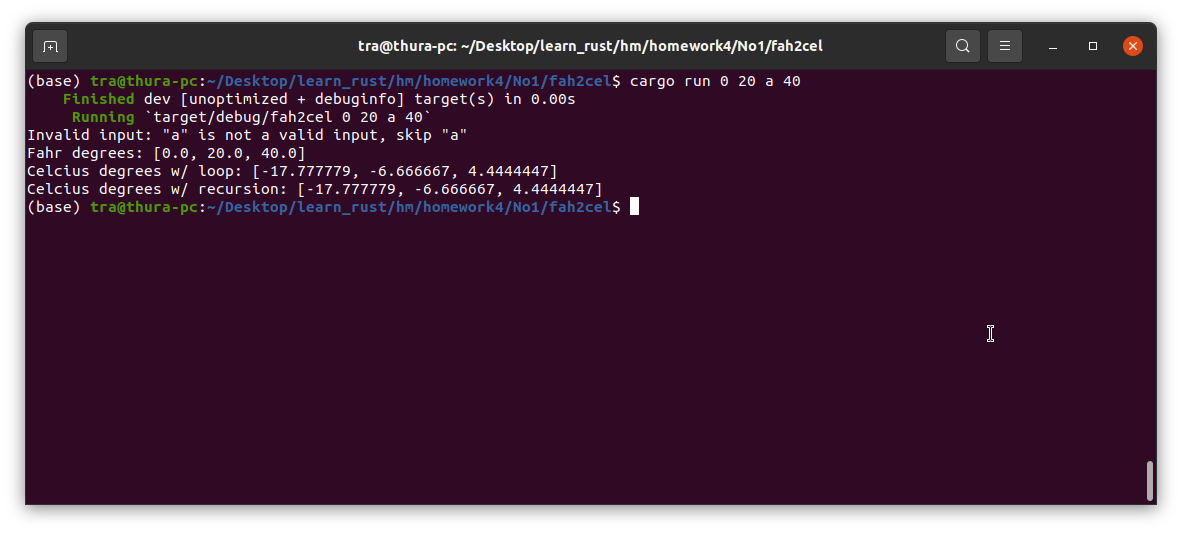 tra@thura-pc: ~/Desktop/learn_rust/hm/homework4/No1/fah2cel
(base) tra@thura-pc:~/Desktop/learn_rust/hm/homework4/No1/fah2cel$ cargo run 0 20 a 40
    Finished dev [unoptimized + debuginfo] target(s) in 0.00s
     Running `target/debug/fah2cel 0 20 a 40`
Invalid input: "a" is not a valid input, skip "a"
Fahr degrees: [0.0, 20.0, 40.0]
Celcius degrees w/ loop: [-17.777779, -6.666667, 4.4444447]
Celcius degrees w/ recursion: [-17.777779, -6.666667, 4.4444447]
(base) tra@thura-pc:~/Desktop/learn_rust/hm/homework4/No1/fah2cel$